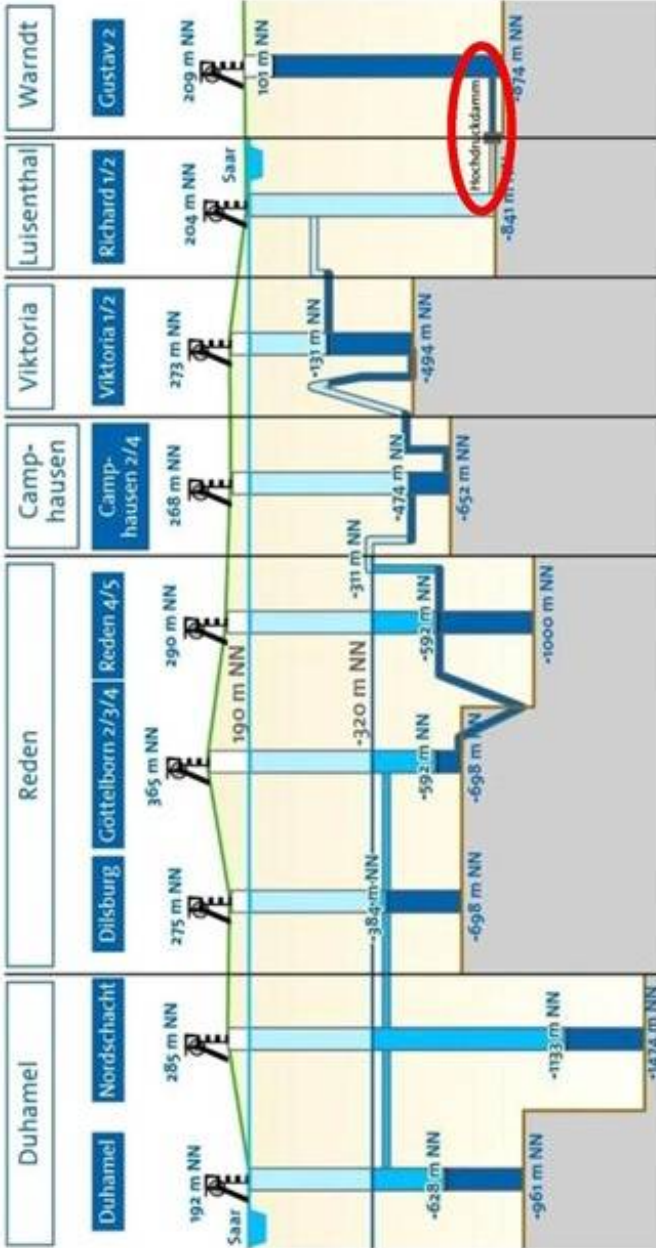 Duhamel
Reden
Camp-
hausen
Viktoria
Luisenthal
Warndt
Duhamel
Nordschacht
Dilsburg
Göttelborn 2/3/4
Reden 4/5
Camp-
hausen 2/4
Viktoria 1/2
Richard 1/2
Gustav 2
192 m NN
285 m NN
275 m NN
365 m NN
290 m NN
268 m NN
273 m NN
204 m NN
209 m NN
Saar
190 m NN
Saar
101 m NN
-131 m NN
-320 m NN
-311 m NN
-384 m NN
-474 m NN
-628 m NN
-592 m NN
-592 m NN
-494 m NN
Hochdruckdamm
-698 m NN
-698 m NN
-652 m NN
-841 m NN
-874 m NN
-961 m NN
-1133 m NN
-1000 m NN
-1424 m NN